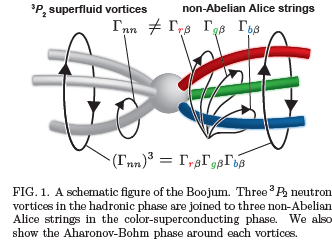 ³P₂ superfluid vortices non-Abelian Alice strings
Γnn ≠ Γrβ Γgβ Γbβ
(Γnn)³ = ΓrβΓgβΓbβ
FIG. 1. A schematic figure of the Boojum. Three ³P₂ neutron
vortices in the hadronic phase are joined to three non-Abelian
Alice strings in the color-superconducting phase. We also
show the Aharonov-Bohm phase around each vortices.